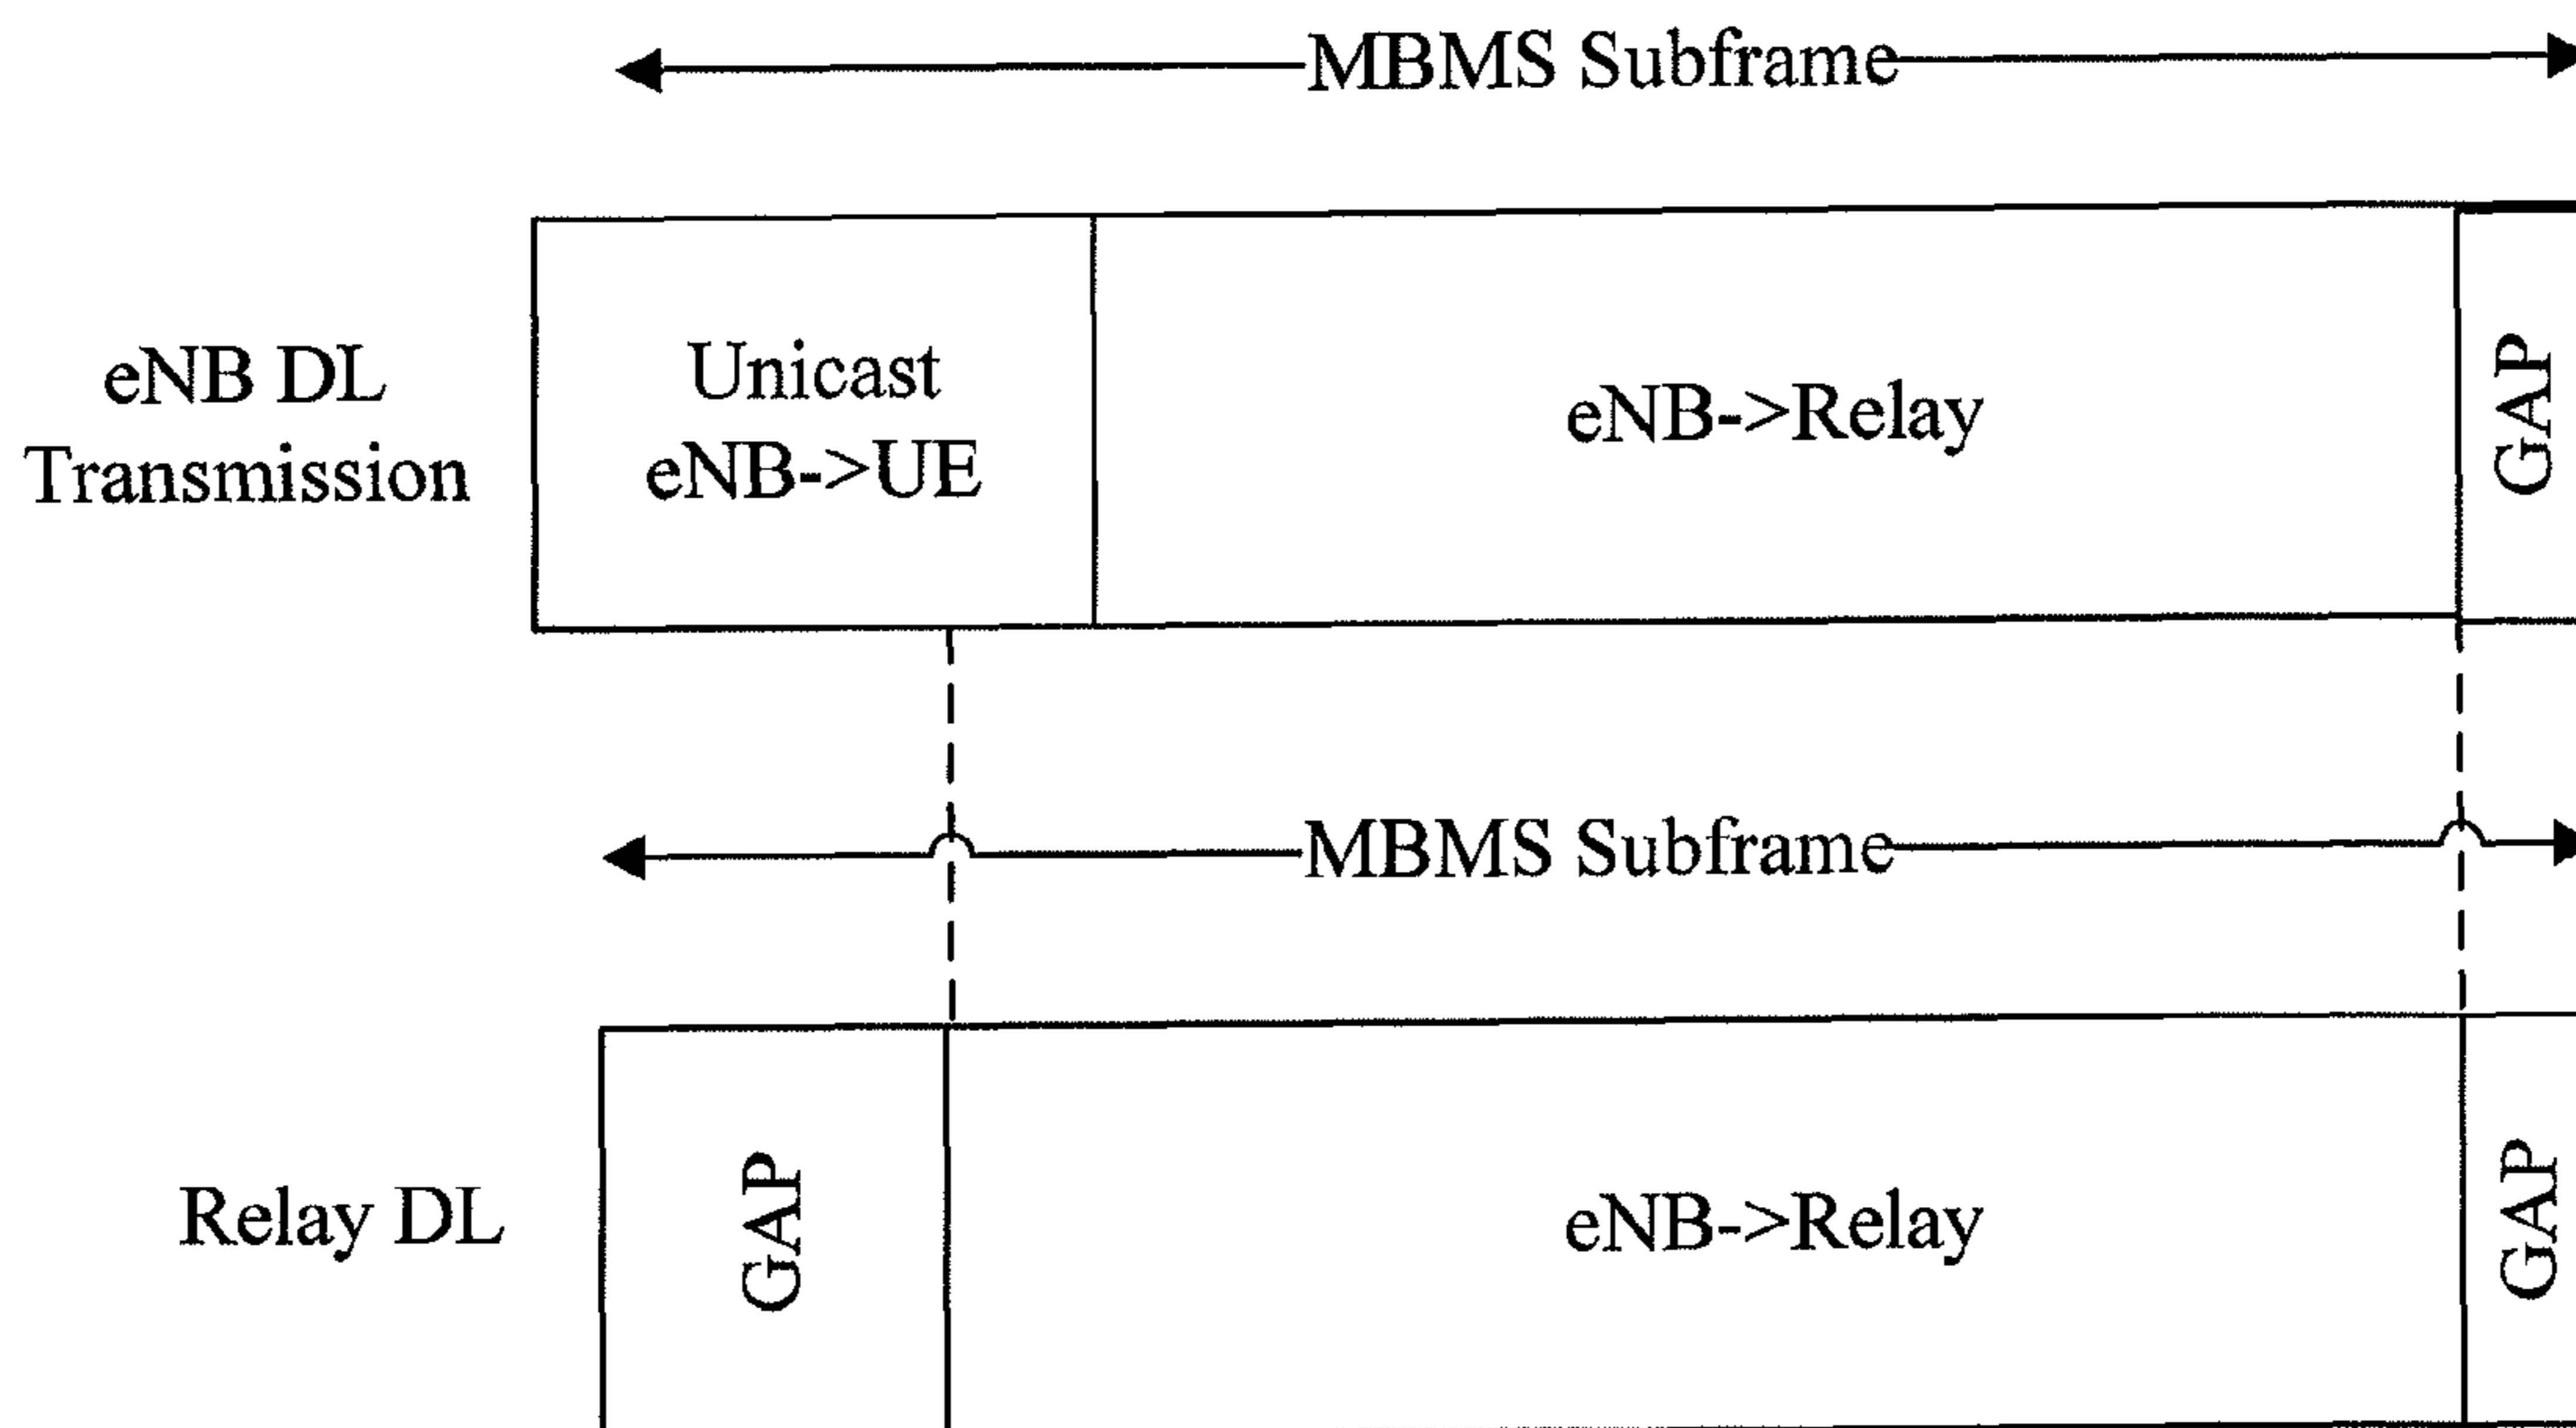 MBMS Subframe
eNB DL
Transmission
Unicast
eNB->UE
eNB->Relay
GAP
MBMS Subframe
Relay DL
GAP
eNB->Relay
GAP